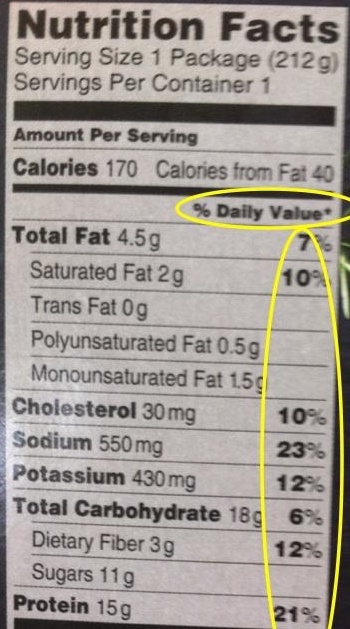 Nutrition Facts
Serving Size 1 Package (212g)
Servings Per Container 1
Amount Per Serving
Calories 170 Calories from Fat 40
% Daily Value*
Total Fat 4.5g 7%
Saturated Fat 2g 10%
Trans Fat 0g
Polyunsaturated Fat 0.5g
Monounsaturated Fat 1.5g
Cholesterol 30mg 10%
Sodium 550mg 23%
Potassium 430mg 12%
Total Carbohydrate 18g 6%
Dietary Fiber 3g 12%
Sugars 11g
Protein 15g 21%